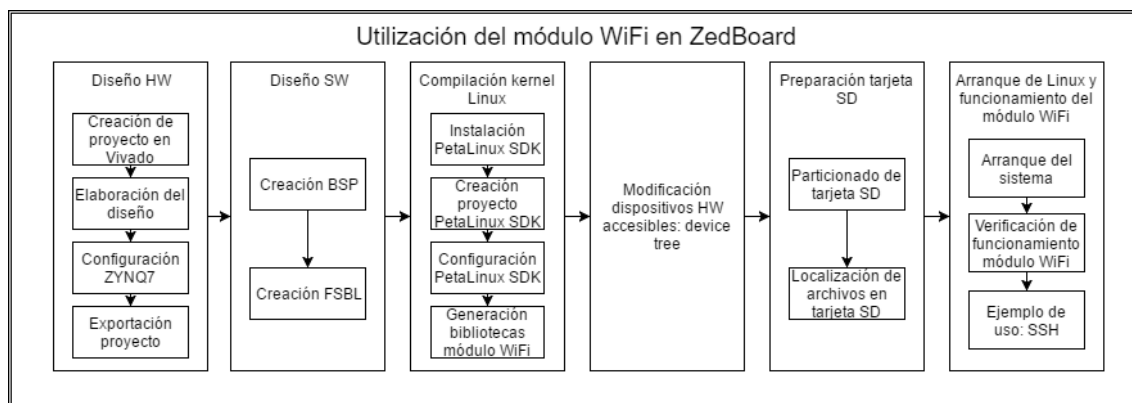 Utilización del módulo WiFi en ZedBoard
Diseño HW
Creación de
proyecto en
Vivado
Elaboración del
diseño
Configuración
ZYNQ7
Exportación
proyecto
Diseño SW
Creación BSP
Creación FSBL
Compilación kernel
Linux
Instalación
PetaLinux SDK
Creación
proyecto
PetaLinux SDK
Configuración
PetaLinux SDK
Generación
bibliotecas
módulo WiFi
Modificación
dispositivos HW
accesibles: device
tree
Preparación tarjeta
SD
Particionado de
tarjeta SD
Localización de
archivos en
tarjeta SD
Arranque de Linux y
funcionamiento del
módulo WiFi
Arranque del
sistema
Verificación de
funcionamiento
módulo WiFi
Ejemplo de
uso: SSH